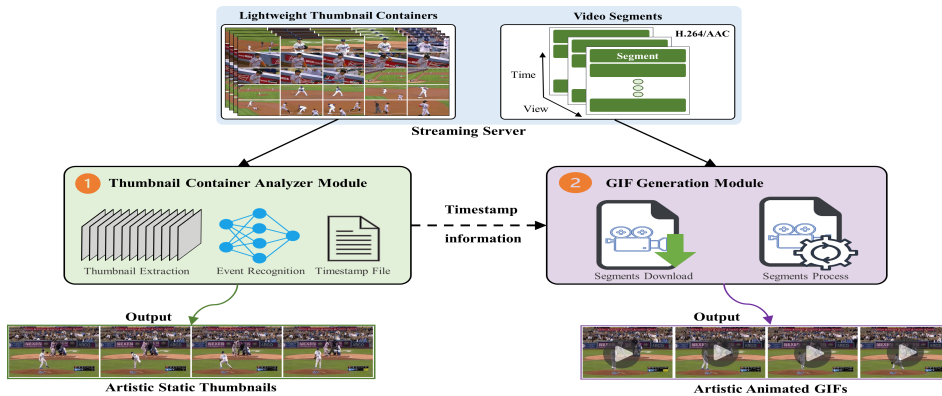 Lightweight Thumbnail Containers
Video Segments
H.264/AAC
Segment
Time
View
Streaming Server
1 Thumbnail Container Analyzer Module
2 GIF Generation Module
Timestamp
information
Thumbnail Extraction
Event Recognition
Timestamp File
Segments Download
Segments Process
Output
Output
Artistic Static Thumbnails
Artistic Animated GIFs